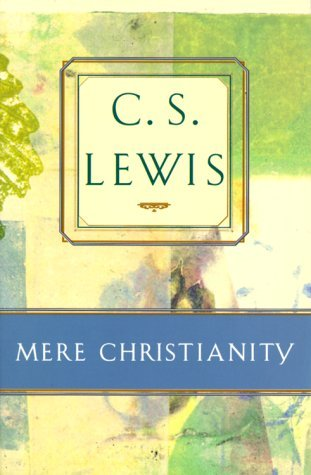 C. S.
LEWIS
MERE CHRISTIANITY